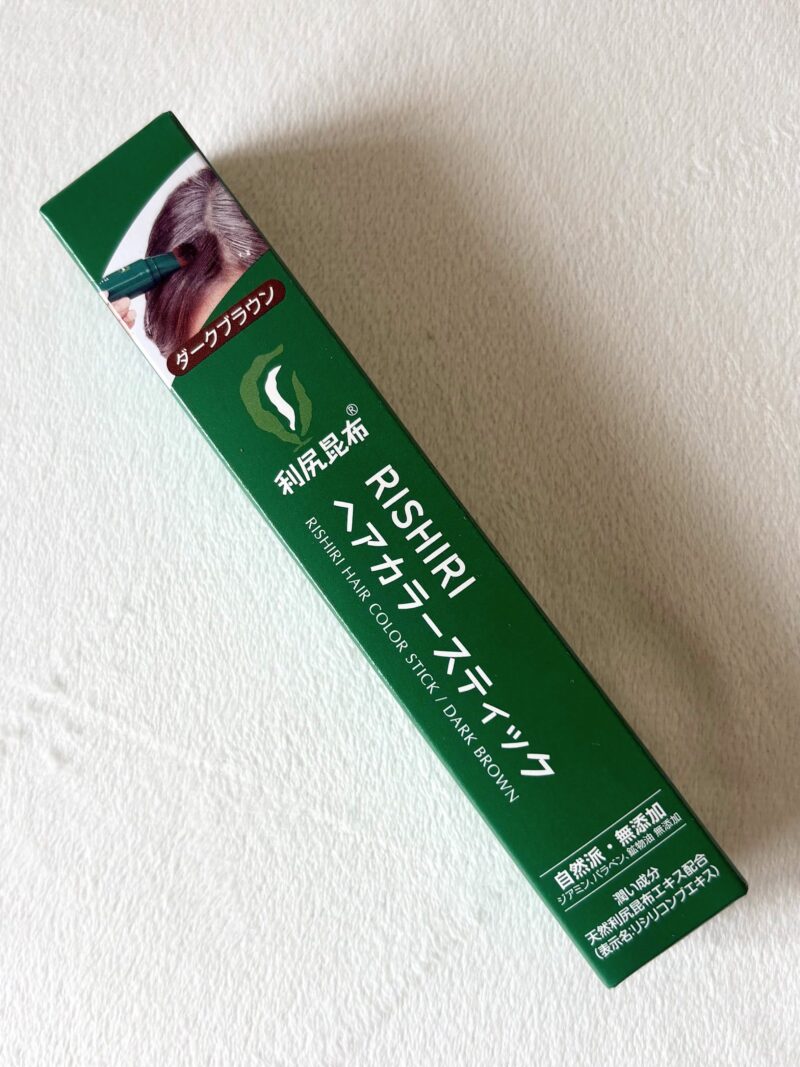 ダークブラウン
利尻昆布®
RISHIRI
ヘアカラースティック
RISHIRI HAIR COLOR STICK / DARK BROWN
自然派・無添加
ジアミン、パラベン、鉱物油 無添加
潤い成分
天然利尻昆布エキス配合
(表示名:リシリコンブエキス)